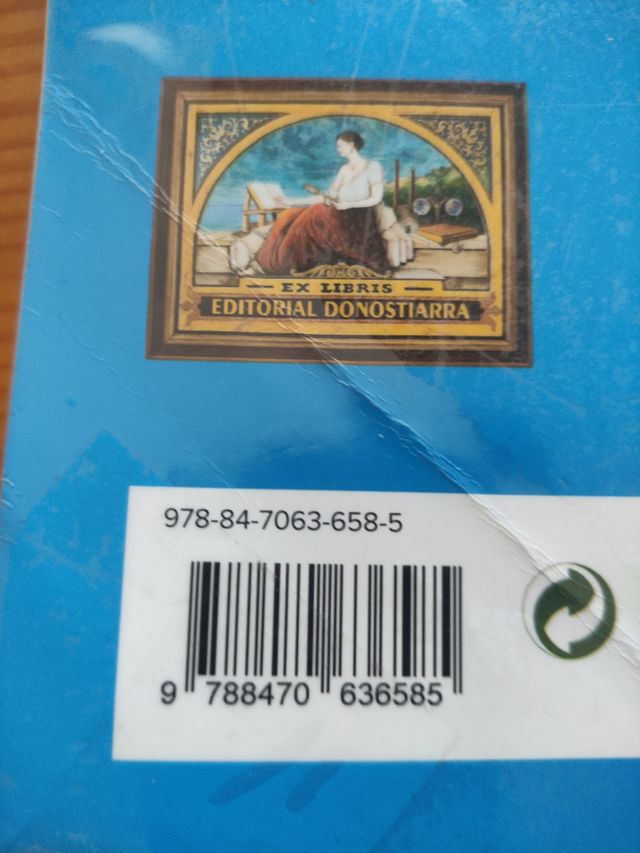 EX LIBRIS
EDITORIAL DONOSTIARRA
978-84-7063-658-5
9 788470 636585